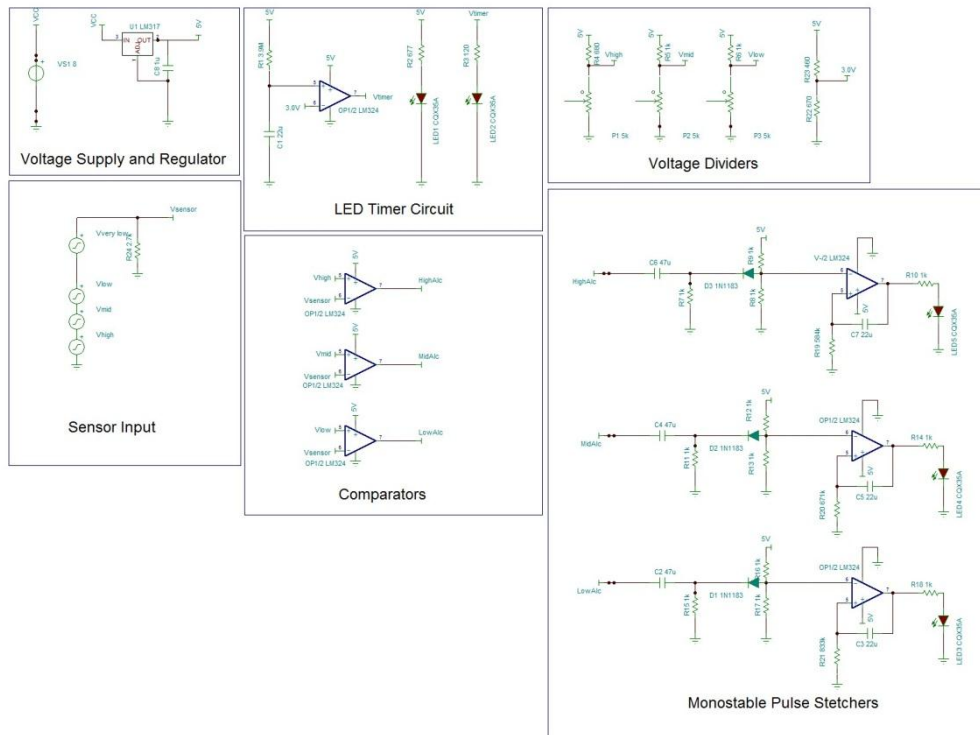 VCC
VS1 8
VCC
U1 LM317
IN OUT
ADJ
C8 1u
5V
Voltage Supply and Regulator
5V
R1 3.9M
C1 22u
5V
3.0V
OP1/2 LM324
Vtimer
5V
R2 677
LED1 CQX35A
Vtimer
R3 120
LED2 CQX35A
LED Timer Circuit
5V
R4 680
Vhigh
P1 5k
5V
R5 1k
Vmid
P2 5k
5V
R6 1k
Vlow
P3 5k
5V
R23 460
3.0V
R22 670
Voltage Dividers
Vsensor
R24 2.7k
Vvery low
Vlow
Vmid
Vhigh
Sensor Input
5V
Vhigh
Vsensor
OP1/2 LM324
HighAlc
5V
Vmid
Vsensor
OP1/2 LM324
MidAlc
5V
Vlow
Vsensor
OP1/2 LM324
LowAlc
Comparators
HighAlc
C6 47u
R7 1k
D3 1N1183
5V
R9 1k
R8 1k
V-/2 LM324
5V
C7 22u
R19 584k
R10 1k
LED5 CQX35A
MidAlc
C4 47u
R11 1k
D2 1N1183
5V
R12 1k
R13 1k
OP1/2 LM324
5V
C5 22u
R20 671k
R14 1k
LED4 CQX35A
LowAlc
C2 47u
R15 1k
D1 1N1183
5V
R16 1k
R17 1k
OP1/2 LM324
5V
C3 22u
R21 833k
R18 1k
LED3 CQX35A
Monostable Pulse Stetchers